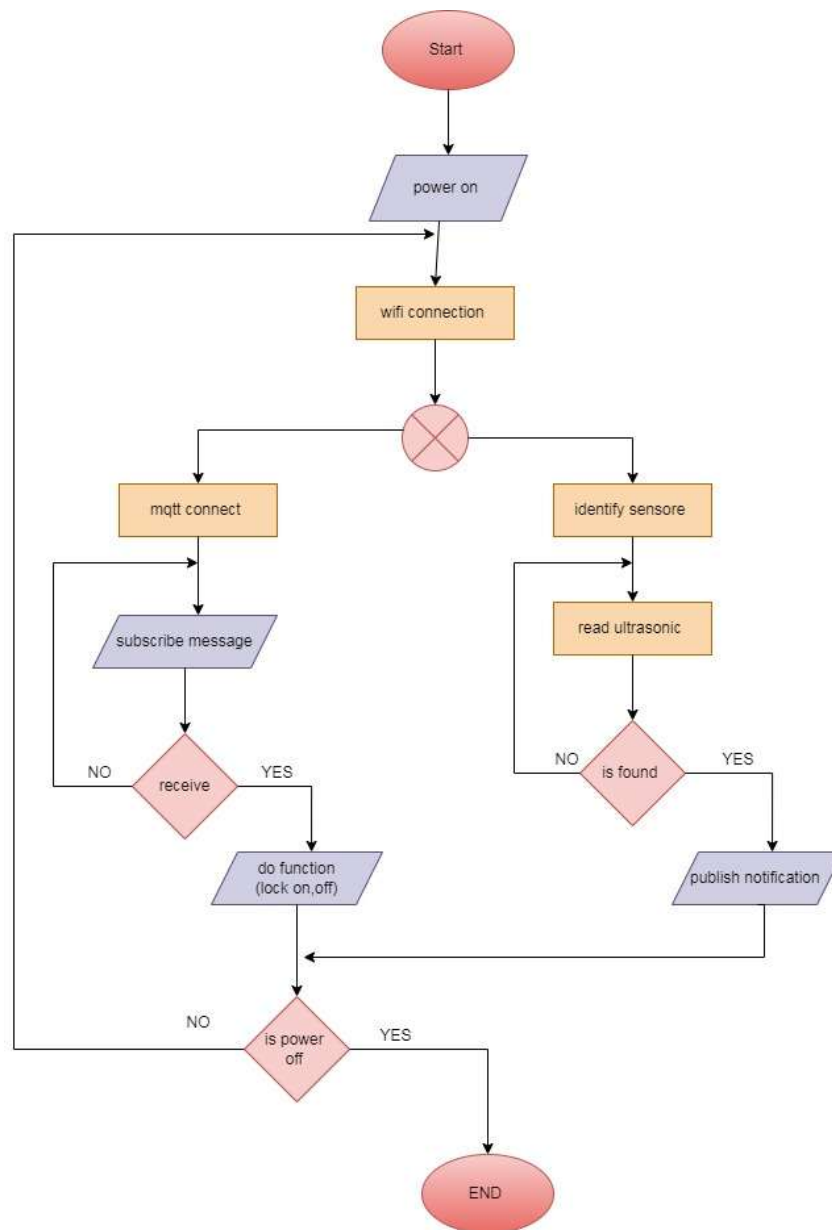 Start
power on
wifi connection
mqtt connect
identify sensore
subscribe message
read ultrasonic
NO
receive
YES
NO
is found
YES
do function
(lock on,off)
publish notification
NO
is power
off
YES
END